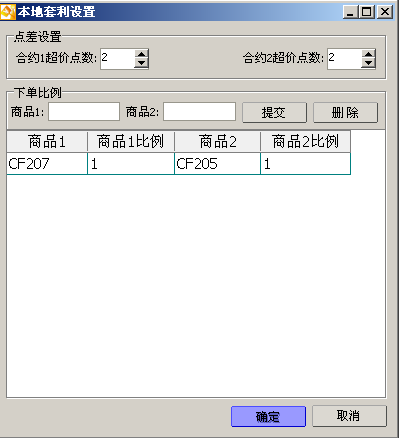 本地套利设置
点差设置
合约1超价点数: 2 合约2超价点数: 2
下单比例
商品1: 商品2: 提交 删除
商品1 商品1比例 商品2 商品2比例
CF207 1 CF205 1
确定 取消